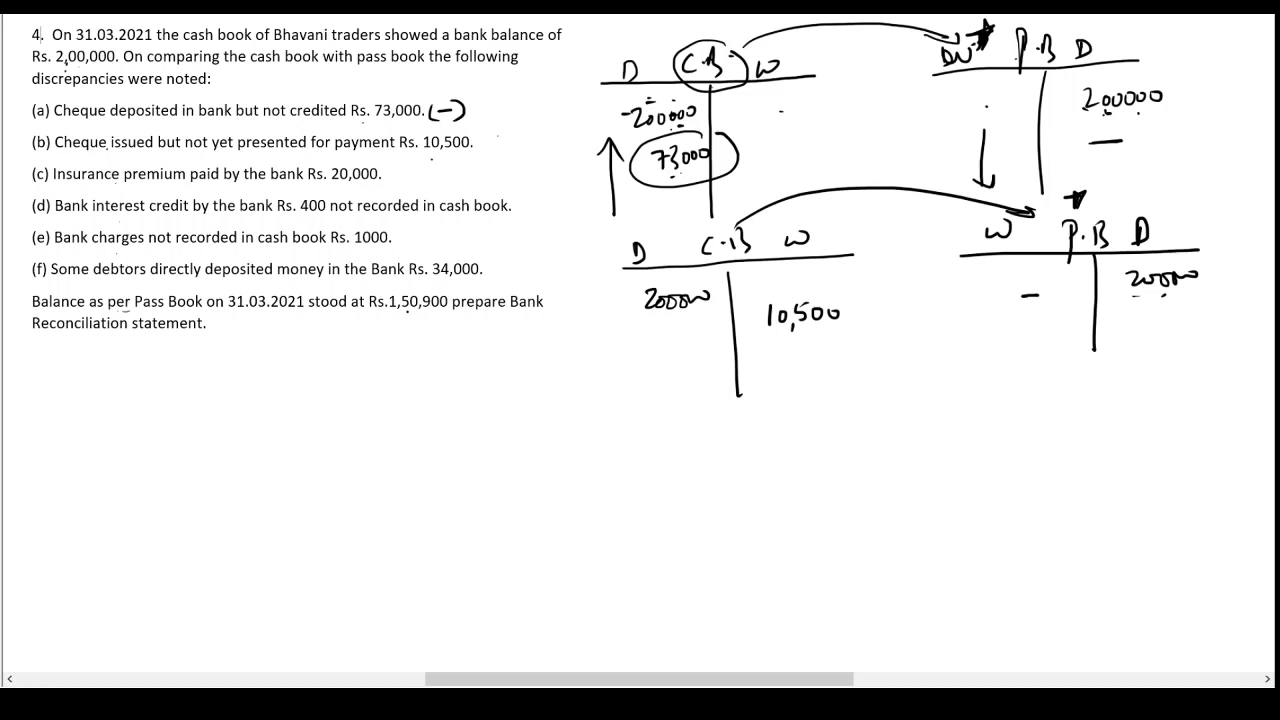 4. On 31.03.2021 the cash book of Bhavani traders showed a bank balance of
Rs. 2,00,000. On comparing the cash book with pass book the following
discrepancies were noted:
(a) Cheque deposited in bank but not credited Rs. 73,000. (-)
(b) Cheque issued but not yet presented for payment Rs. 10,500.
(c) Insurance premium paid by the bank Rs. 20,000.
(d) Bank interest credit by the bank Rs. 400 not recorded in cash book.
(e) Bank charges not recorded in cash book Rs. 1000.
(f) Some debtors directly deposited money in the Bank Rs. 34,000.
Balance as per Pass Book on 31.03.2021 stood at Rs.1,50,900 prepare Bank
Reconciliation statement.
D C.B W
200000
73000
P.B D
200000
D C.B W
200000 10,500
W P.B D
200000